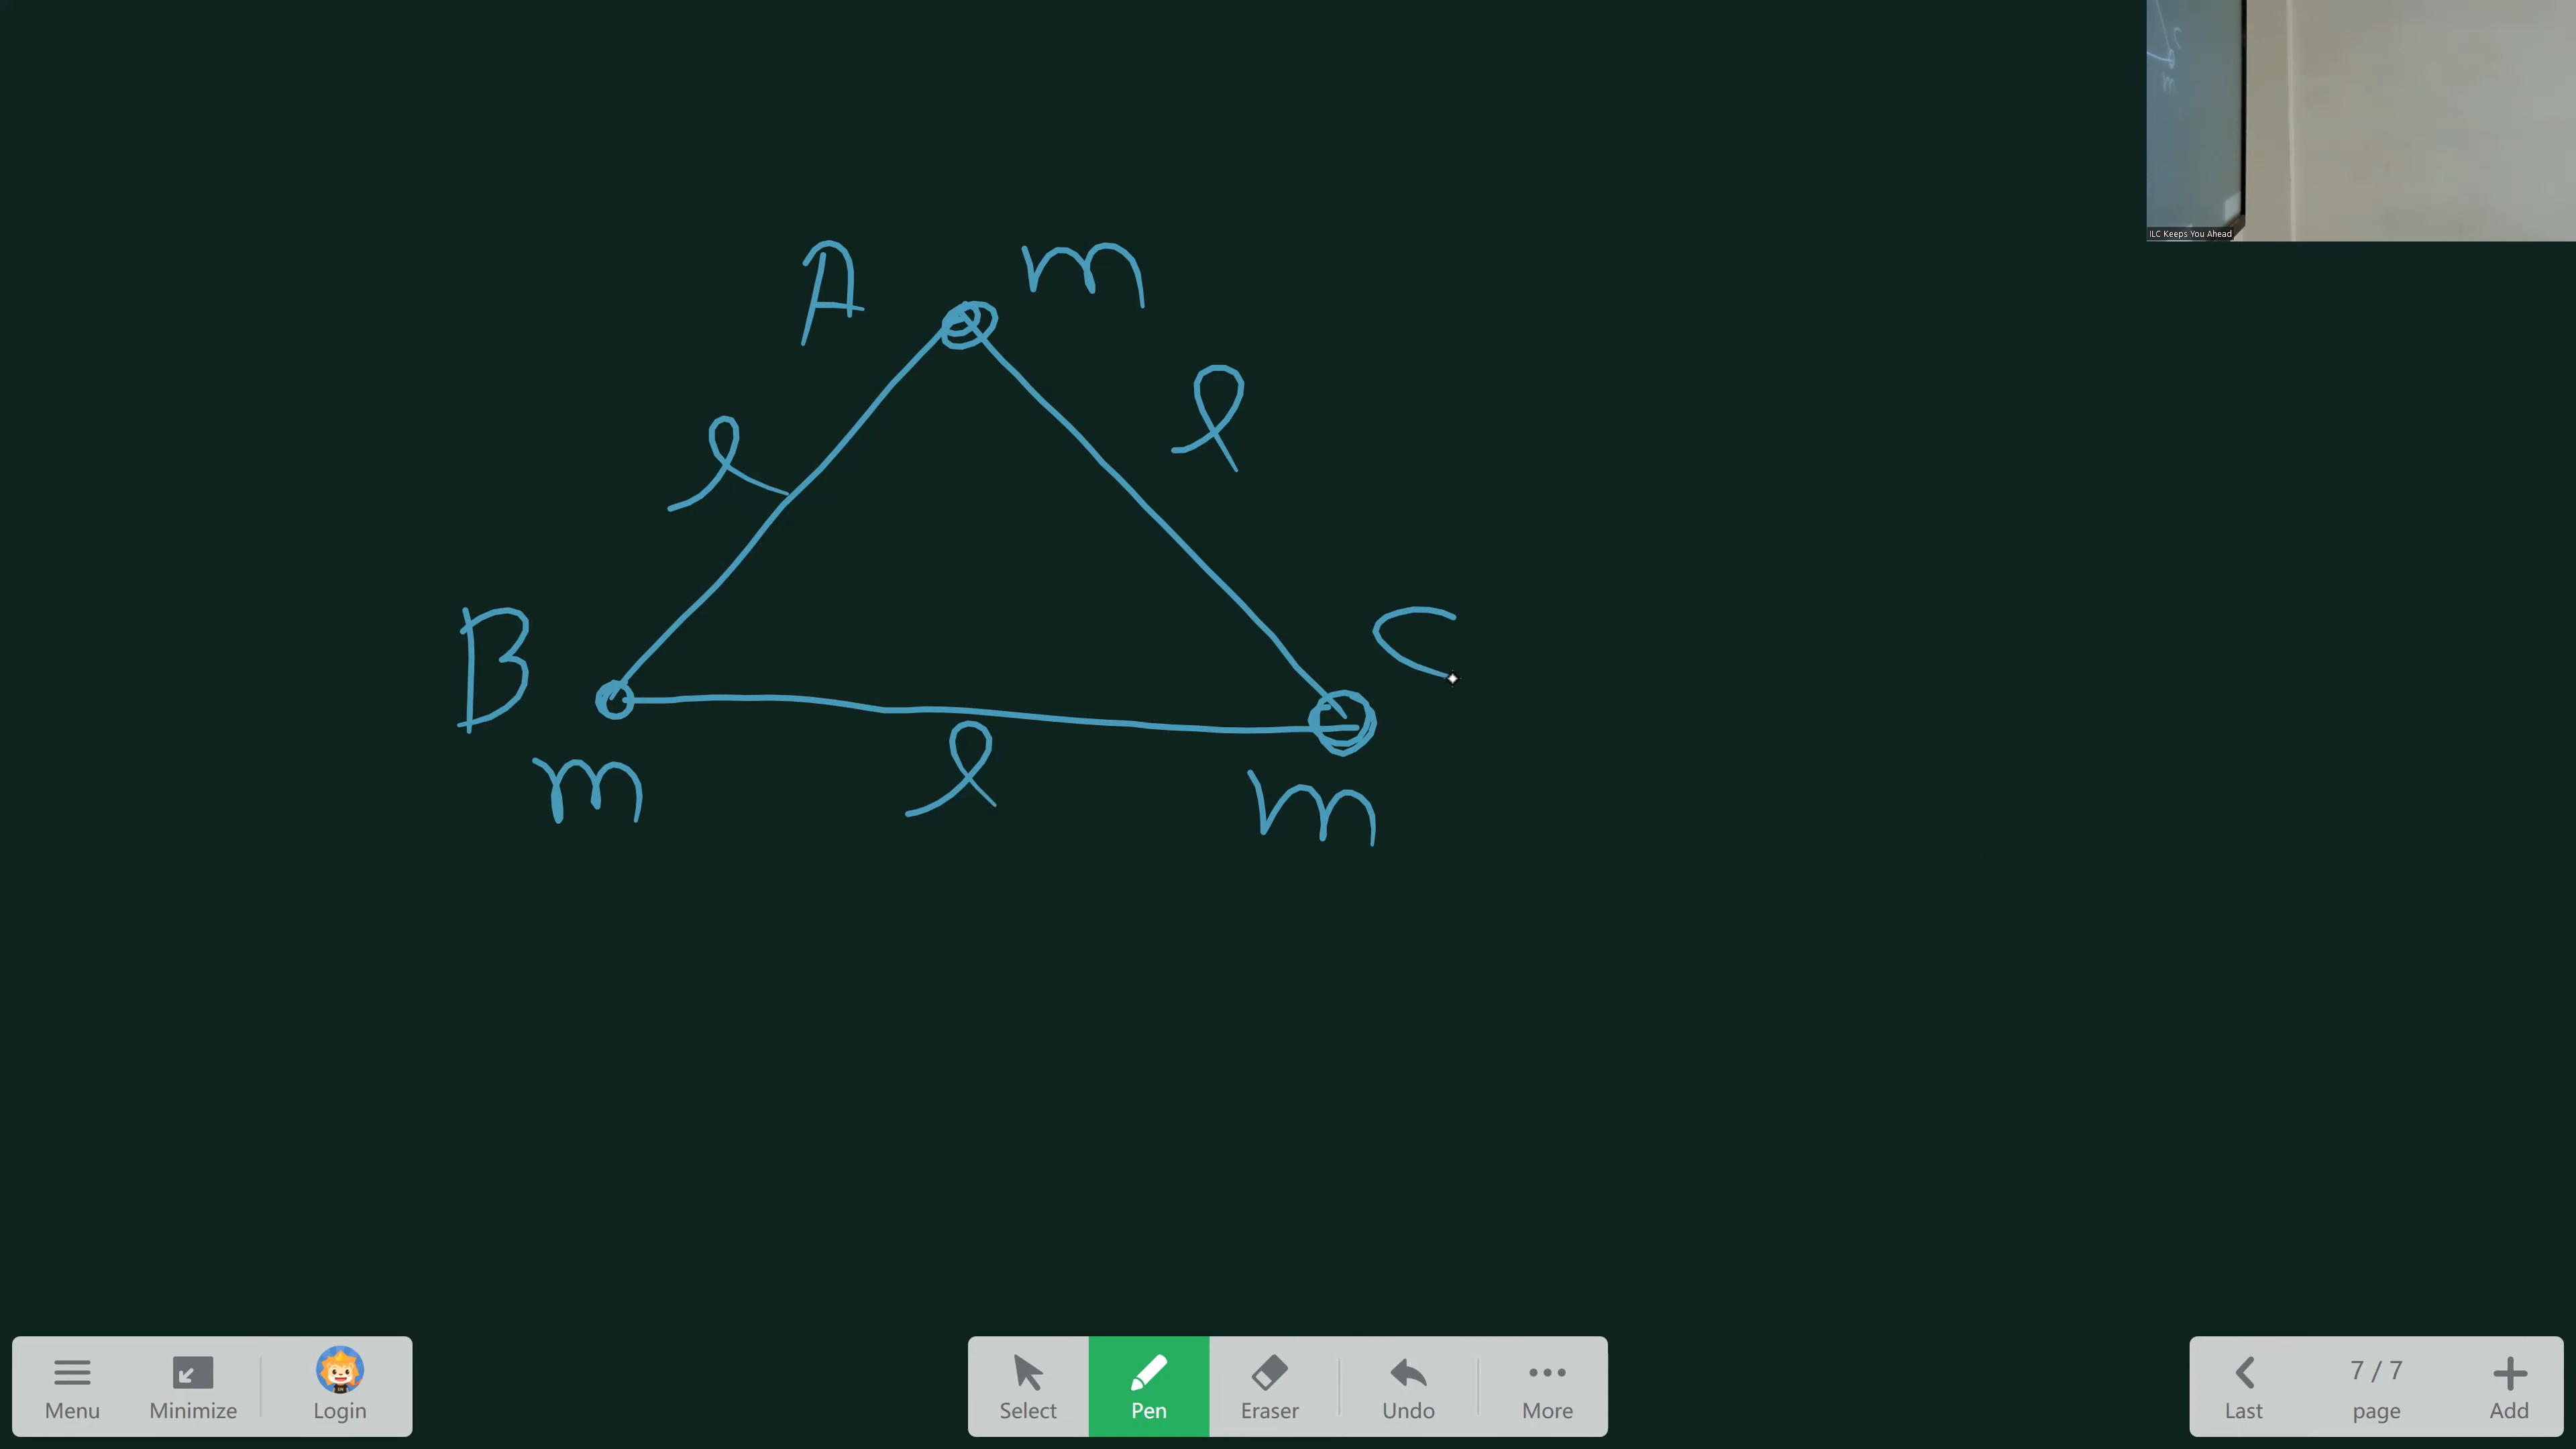 ILC Keeps You Ahead
A m
l
l
B
C
m
l
m
Menu
Minimize
Login
Select
Pen
Eraser
Undo
More
Last
7 / 7
page
Add